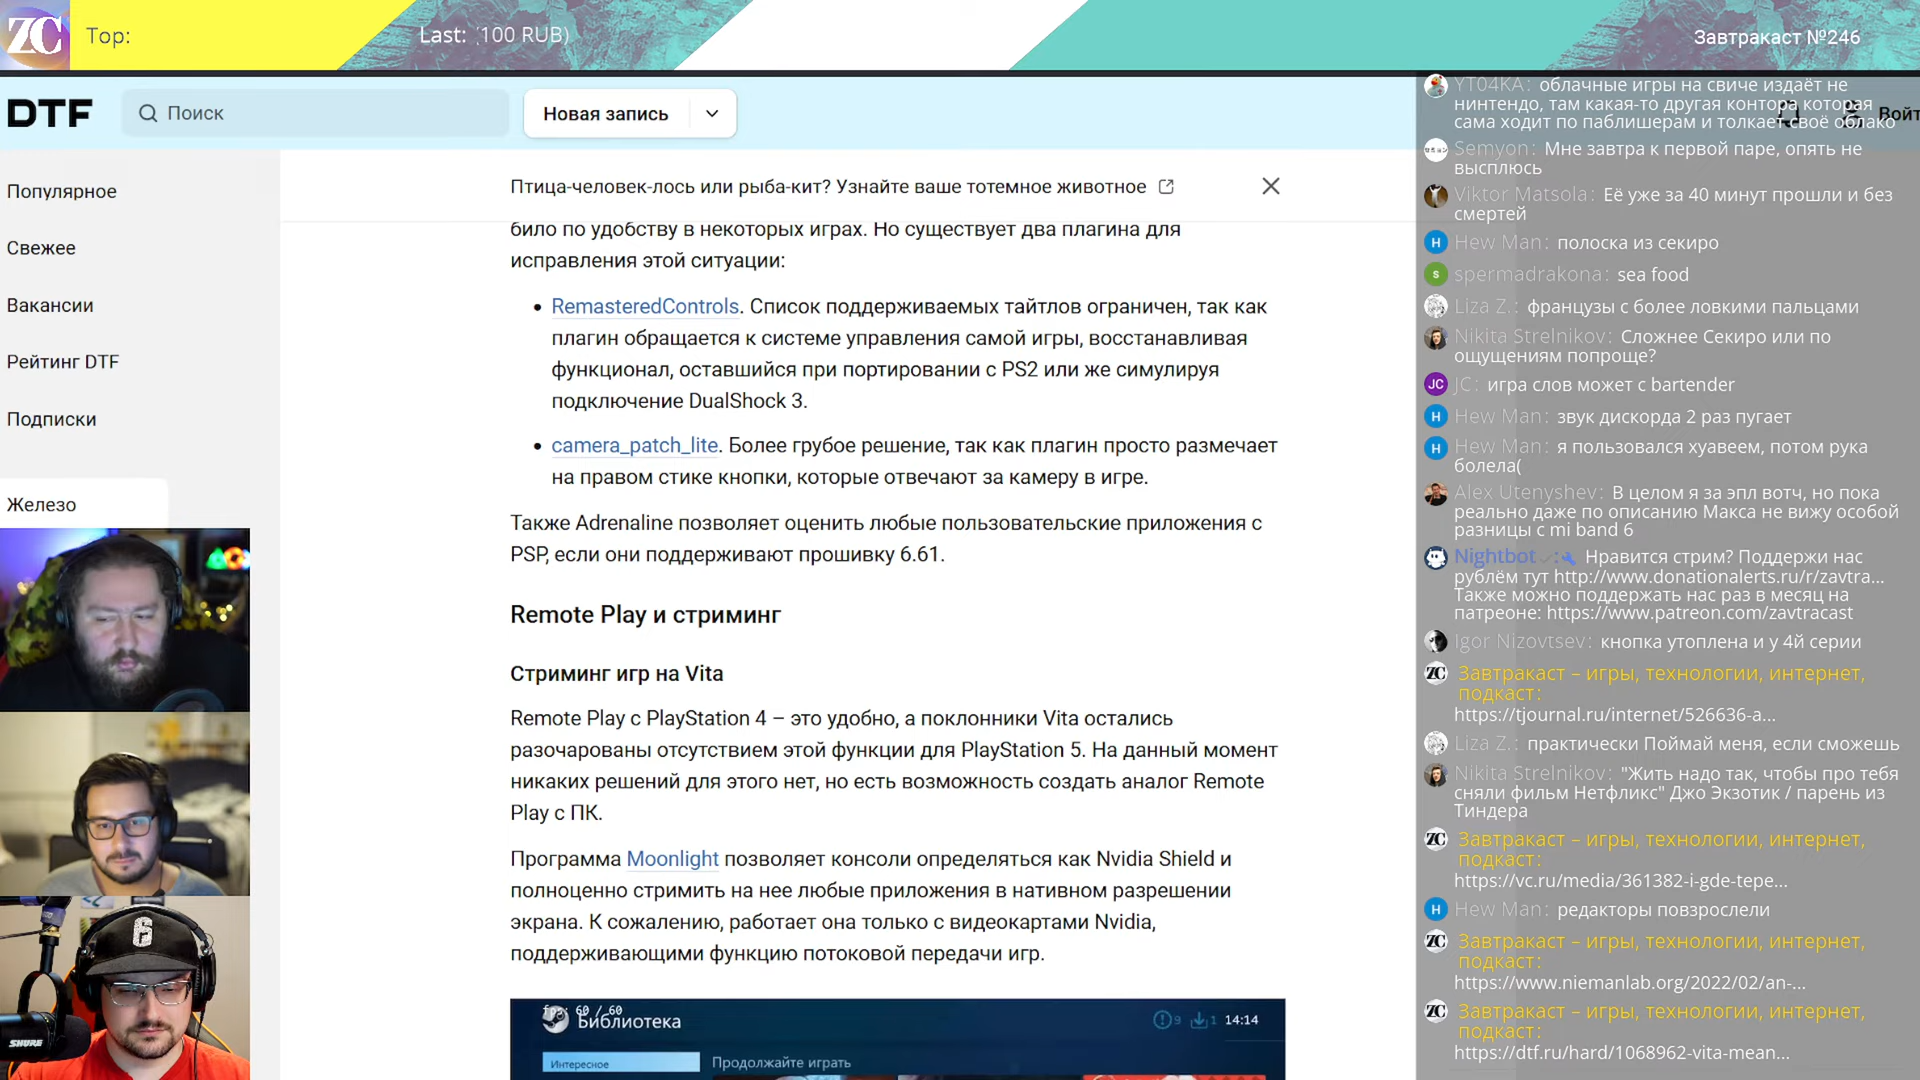 ZC
Top:
Last: 100 RUB)
Завтракаст №246
DTF
Поиск
Новая запись
Войт
Популярное
Свежее
Вакансии
Рейтинг DTF
Подписки
Железо
Птица-человек-лось или рыба-кит? Узнайте ваше тотемное животное
било по удобству в некоторых играх. Но существует два плагина для
исправления этой ситуации:
• RemasteredControls. Список поддерживаемых тайтлов ограничен, так как
плагин обращается к системе управления самой игры, восстанавливая
функционал, оставшийся при портировании с PS2 или же симулируя
подключение DualShock 3.
• camera_patch_lite. Более грубое решение, так как плагин просто размечает
на правом стике кнопки, которые отвечают за камеру в игре.
Также Adrenaline позволяет оценить любые пользовательские приложения с
PSP, если они поддерживают прошивку 6.61.
Remote Play и стриминг
Стриминг игр на Vita
Remote Play с PlayStation 4 – это удобно, а поклонники Vita остались
разочарованы отсутствием этой функции для PlayStation 5. На данный момент
никаких решений для этого нет, но есть возможность создать аналог Remote
Play с ПК.
Программа Moonlight позволяет консоли определяться как Nvidia Shield и
полноценно стримить на нее любые приложения в нативном разрешении
экрана. К сожалению, работает она только с видеокартами Nvidia,
поддерживающими функцию потоковой передачи игр.
fps: 60 / 60
Библиотека
9
1
14:14
Интересное
Продолжайте играть
6
SHURE
YT04KA: облачные игры на свиче издаёт не
нинтендо, там какая-то другая контора которая
сама ходит по паблишерам и толкает своё облако
Semyon: Мне завтра к первой паре, опять не
высплюсь
Viktor Matsola: Её уже за 40 минут прошли и без
смертей
H Hew Man: полоска из секиро
s spermadrakona: sea food
Liza Z.: французы с более ловкими пальцами
Nikita Strelnikov: Сложнее Секиро или по
ощущениям попроще?
JC JC: игра слов может с bartender
H Hew Man: звук дискорда 2 раз пугает
H Hew Man: я пользовался хуавеем, потом рука
болела(
Alex Utenyshev: В целом я за эпл вотч, но пока
реально даже по описанию Макса не вижу особой
разницы с mi band 6
Nightbot: Нравится стрим? Поддержи нас
рублём тут http://www.donationalerts.ru/r/zavtra...
Также можно поддержать нас раз в месяц на
патреоне: https://www.patreon.com/zavtracast
Igor Nizovtsev: кнопка утоплена и у 4й серии
ZC Завтракаст – игры, технологии, интернет,
подкаст:
https://tjournal.ru/internet/526636-a...
Liza Z.: практически Поймай меня, если сможешь
Nikita Strelnikov: "Жить надо так, чтобы про тебя
сняли фильм Нетфликс" Джо Экзотик / парень из
Тиндера
ZC Завтракаст – игры, технологии, интернет,
подкаст:
https://vc.ru/media/361382-i-gde-tepe...
H Hew Man: редакторы повзрослели
ZC Завтракаст – игры, технологии, интернет,
подкаст:
https://www.niemanlab.org/2022/02/an-...
ZC Завтракаст – игры, технологии, интернет,
подкаст:
https://dtf.ru/hard/1068962-vita-mean...